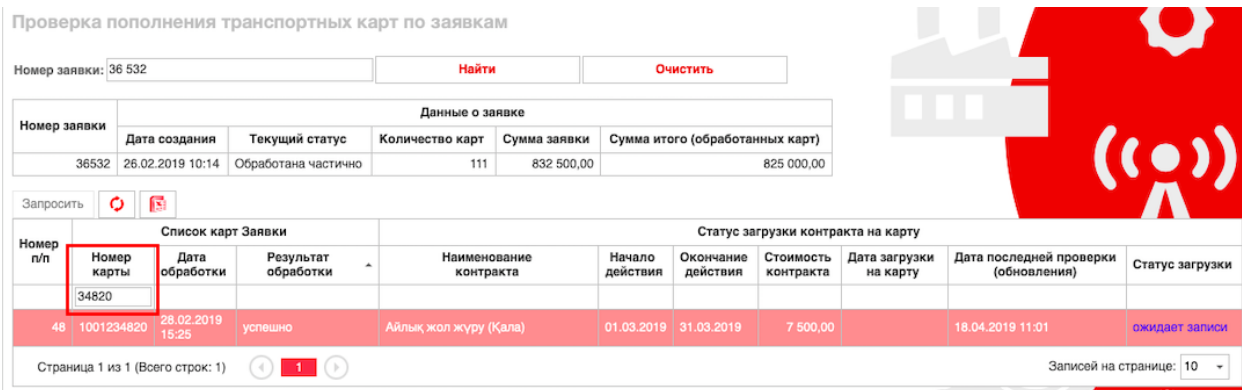 Проверка пополнения транспортных карт по заявкам
Номер заявки: 36 532 Найти Очистить
Номер заявки Данные о заявке
Дата создания Текущий статус Количество карт Сумма заявки Сумма итого (обработанных карт)
36532 26.02.2019 10:14 Обработана частично 111 832 500,00 825 000,00
Запросить
Номер п/п Список карт Заявки Статус загрузки контракта на карту
Номер карты Дата обработки Результат обработки Наименование контракта Начало действия Окончание действия Стоимость контракта Дата загрузки на карту Дата последней проверки (обновления) Статус загрузки
34820
48 1001234820 28.02.2019 15:25 успешно Айлық жол жүру (Қала) 01.03.2019 31.03.2019 7 500,00 18.04.2019 11:01 ожидает записи
Страница 1 из 1 (Всего строк: 1) 1 Записей на странице: 10